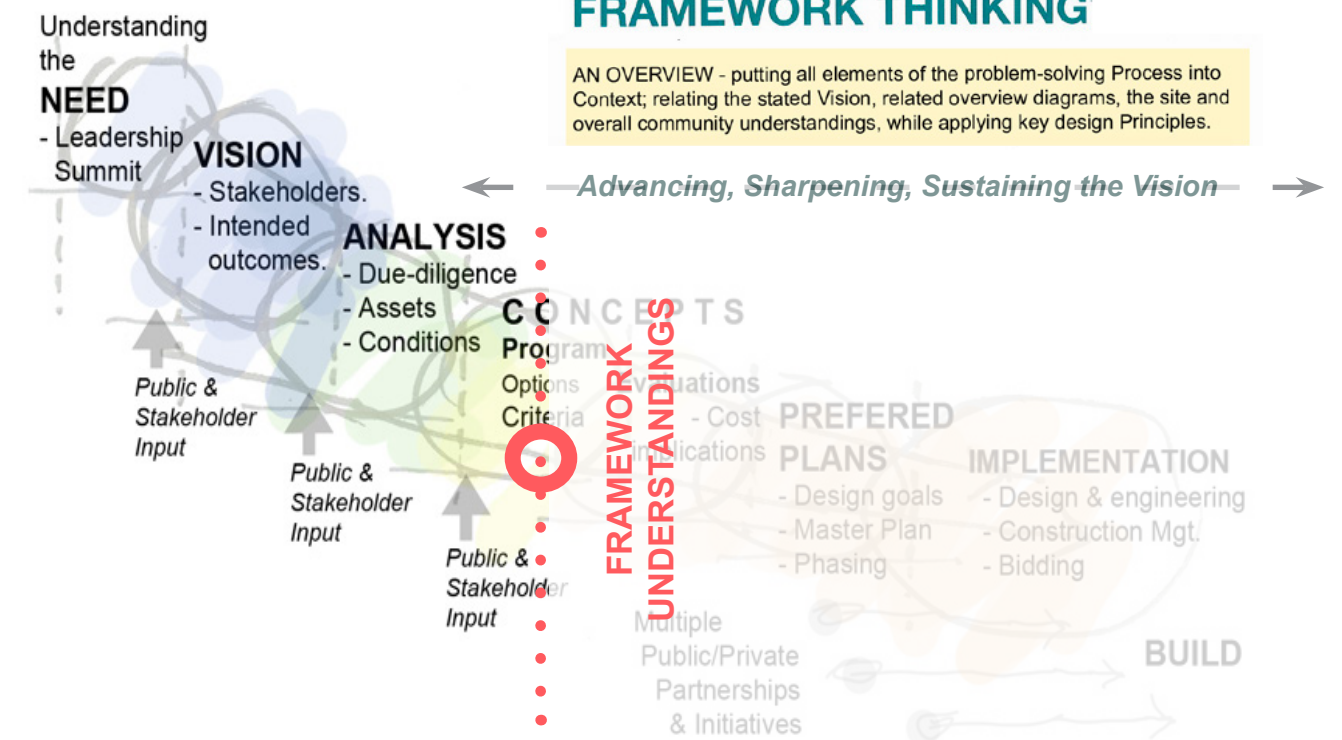 FRAMEWORK THINKING
AN OVERVIEW - putting all elements of the problem-solving Process into
Context; relating the stated Vision, related overview diagrams, the site and
overall community understandings, while applying key design Principles.
Advancing, Sharpening, Sustaining the Vision
Understanding
the
NEED
- Leadership
Summit
VISION
- Stakeholders.
- Intended
outcomes.
ANALYSIS
- Due-diligence
- Assets
- Conditions
CONCEPTS
Program
Options
Criteria
Evaluations
- Cost
implications
FRAMEWORK
UNDERSTANDINGS
PREFERED
PLANS
- Design goals
- Master Plan
- Phasing
IMPLEMENTATION
- Design & engineering
- Construction Mgt.
- Bidding
Public &
Stakeholder
Input
Public &
Stakeholder
Input
Public &
Stakeholder
Input
Multiple
Public/Private
Partnerships
& Initiatives
BUILD